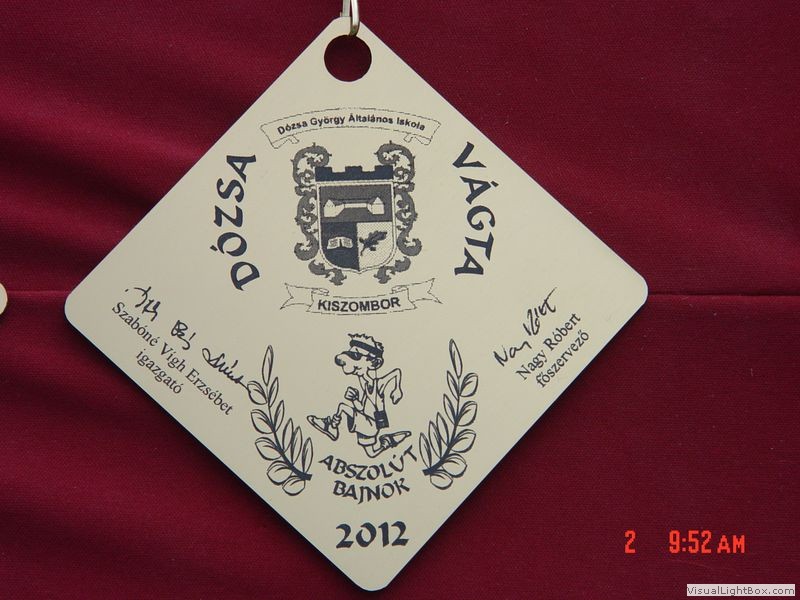 Dózsa György Általános Iskola
DÓZSA
VÁGTA
KISZOMBOR
Szabóné Vígh Erzsébet
igazgató
Nagy Róbert
főszervező
ABSZOLÚT
BAJNOK
2012
2 9:52 AM
VisualLightBox.com